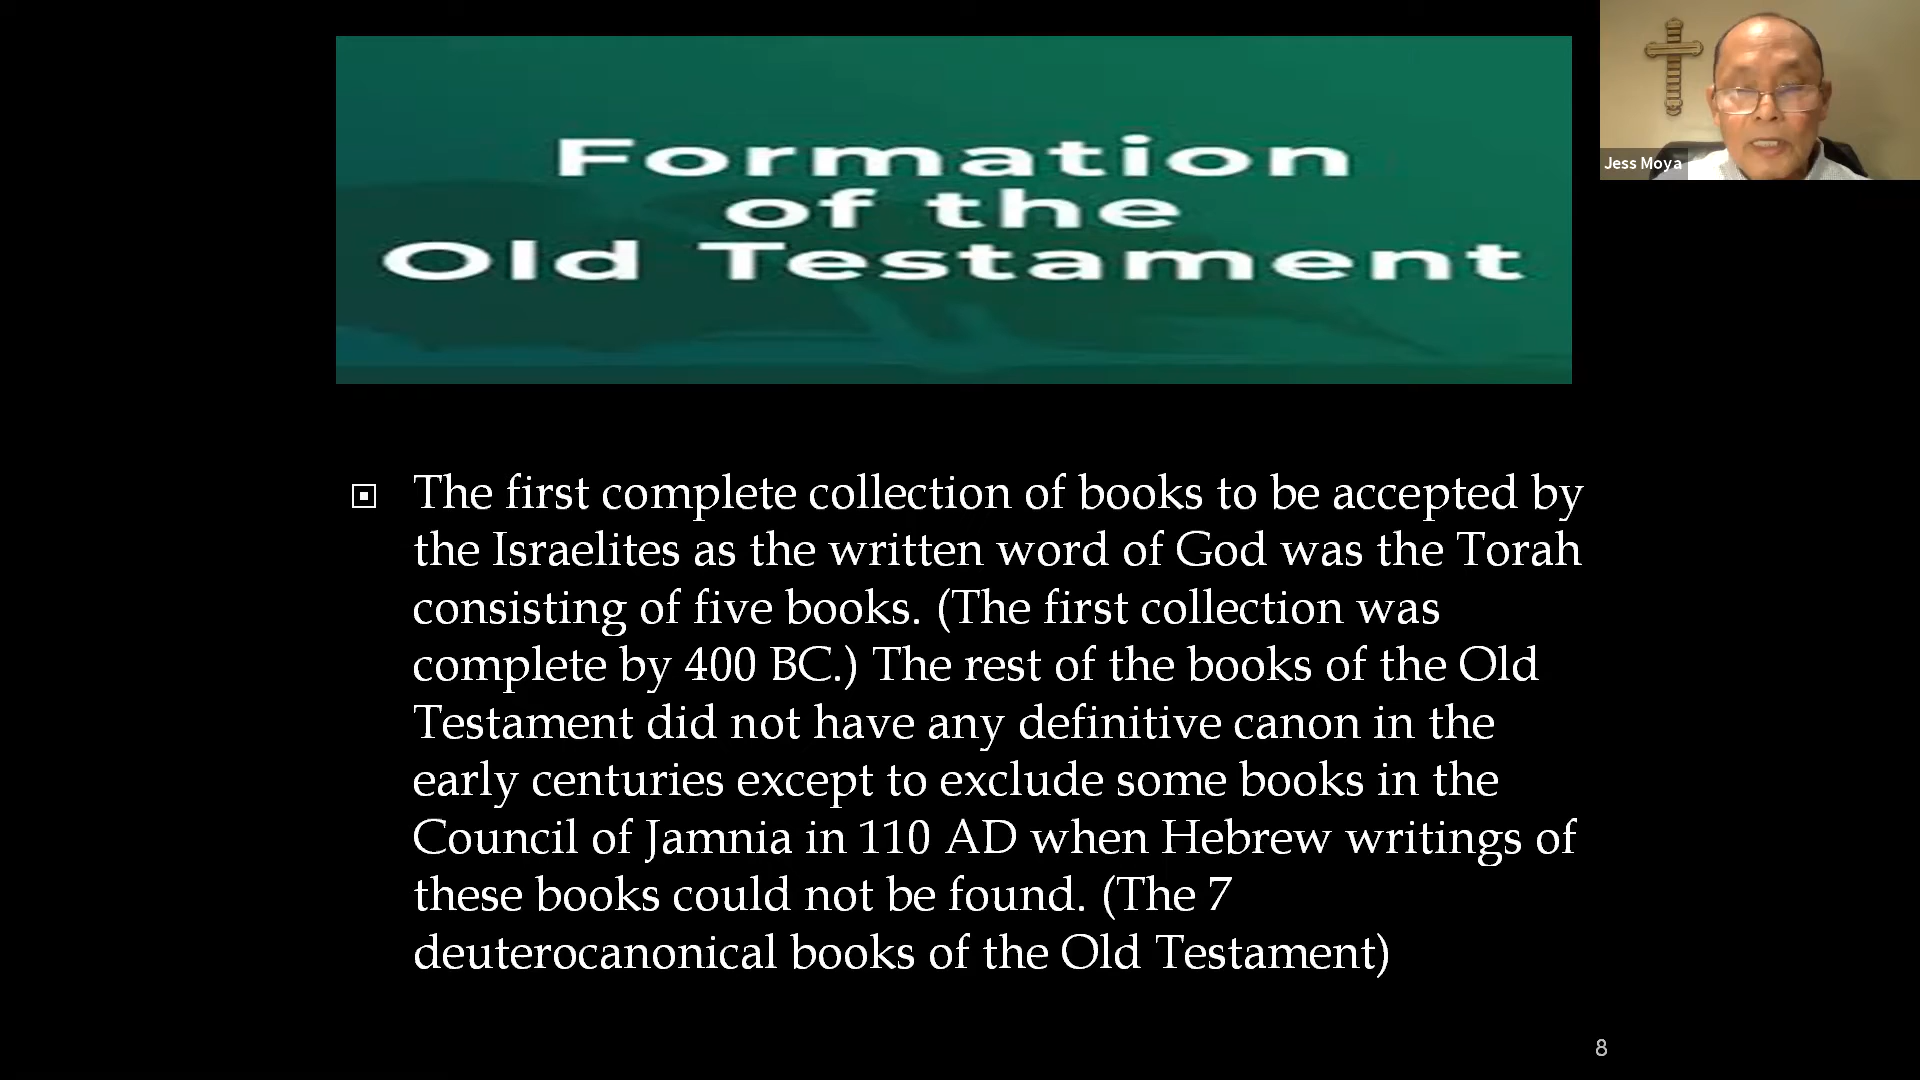 Formation
of the
Old Testament
Jess Moya
The first complete collection of books to be accepted by
the Israelites as the written word of God was the Torah
consisting of five books. (The first collection was
complete by 400 BC.) The rest of the books of the Old
Testament did not have any definitive canon in the
early centuries except to exclude some books in the
Council of Jamnia in 110 AD when Hebrew writings of
these books could not be found. (The 7
deuterocanonical books of the Old Testament)
8